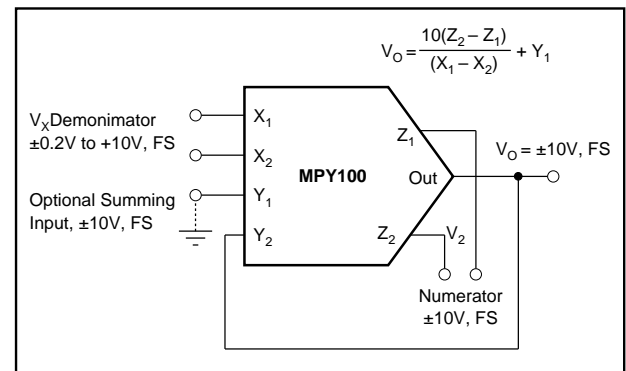 V_O = 10(Z_2 – Z_1) / (X_1 – X_2) + Y_1
V_XDemonimator
±0.2V to +10V, FS
X_1
X_2
Optional Summing
Input, ±10V, FS
Y_1
Y_2
MPY100
Z_1
Out
Z_2
V_2
V_O = ±10V, FS
Numerator
±10V, FS